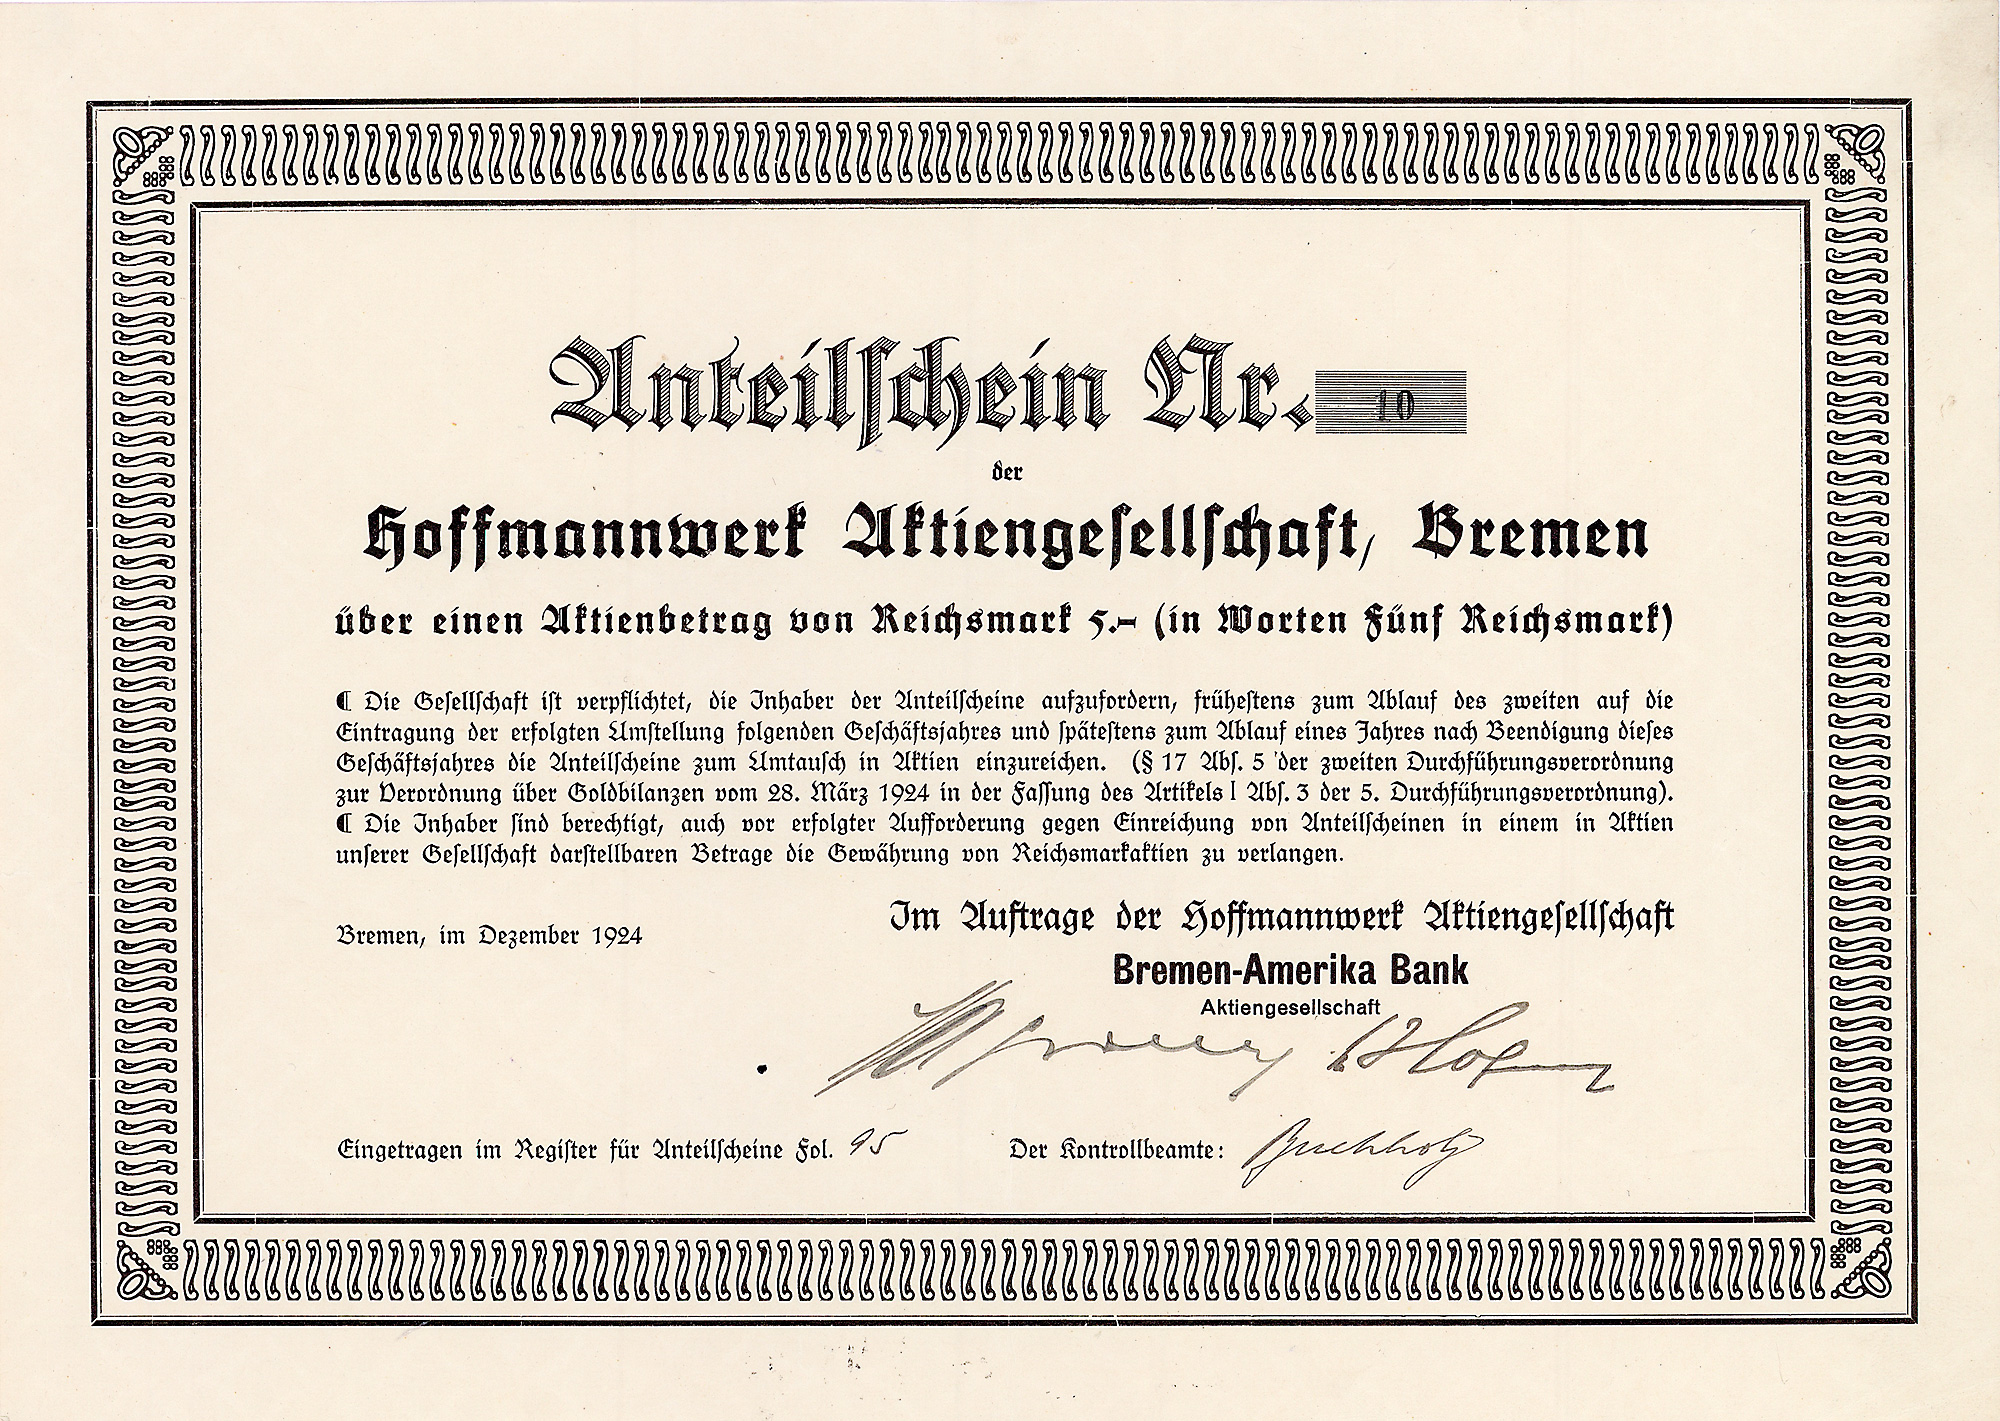 Anteilschein Nr. 10
der
Hoffmannwerk Aktiengesellschaft, Bremen
über einen Aktienbetrag von Reichsmark 5.— (in Worten Fünf Reichsmark)
¶ Die Gesellschaft ist verpflichtet, die Inhaber der Anteilscheine aufzufordern, frühestens zum Ablauf des zweiten auf die
Eintragung der erfolgten Umstellung folgenden Geschäftsjahres und spätestens zum Ablauf eines Jahres nach Beendigung dieses
Geschäftsjahres die Anteilscheine zum Umtausch in Aktien einzureichen. (§ 17 Abs. 5 der zweiten Durchführungsverordnung
zur Verordnung über Goldbilanzen vom 28. März 1924 in der Fassung des Artikels I Abs. 3 der 5. Durchführungsverordnung).
¶ Die Inhaber sind berechtigt, auch vor erfolgter Aufforderung gegen Einreichung von Anteilscheinen in einem in Aktien
unserer Gesellschaft darstellbaren Betrage die Gewährung von Reichsmarkaktien zu verlangen.
Bremen, im Dezember 1924
Im Auftrage der Hoffmannwerk Aktiengesellschaft
Bremen-Amerika Bank
Aktiengesellschaft
Eingetragen im Register für Anteilscheine Fol. 95
Der Kontrollbeamte: Buchholz